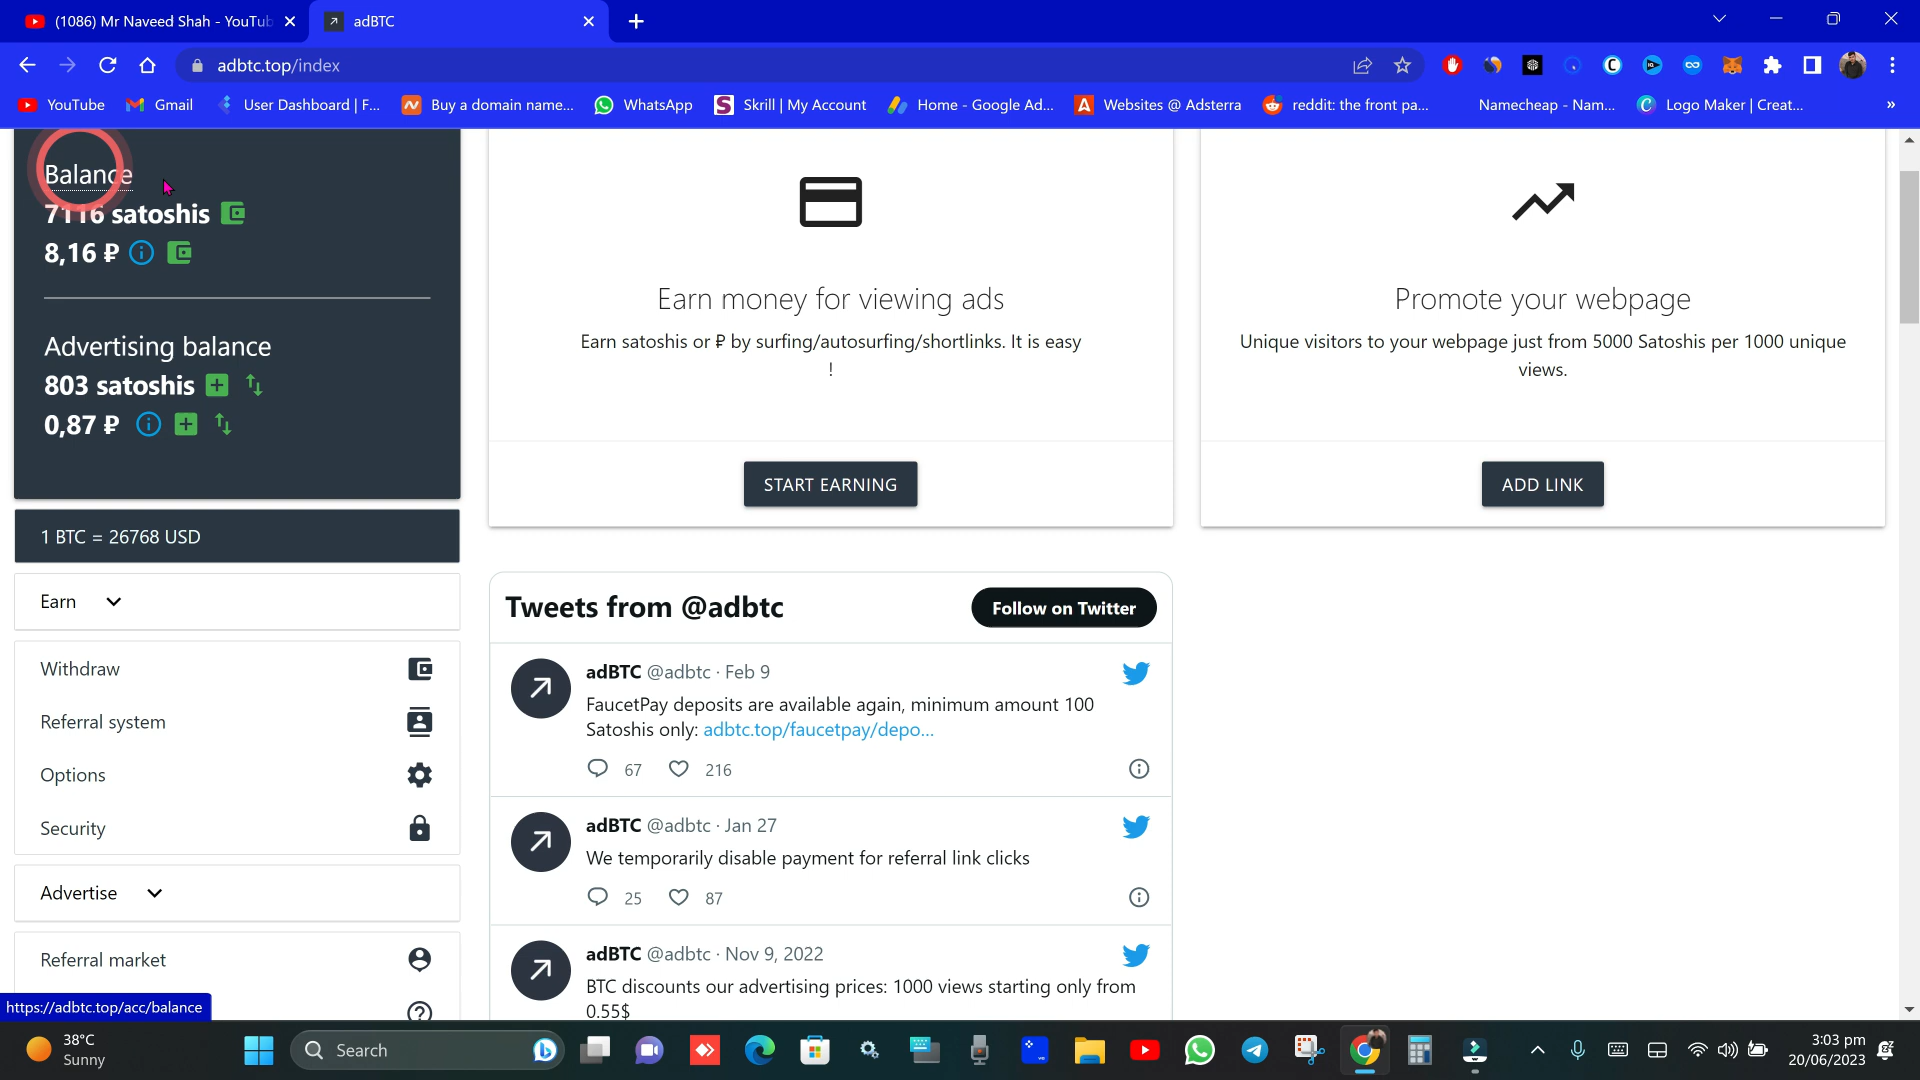 (1086) Mr Naveed Shah - YouTub
adBTC
adbtc.top/index
YouTube
Gmail
User Dashboard | F...
Buy a domain name...
WhatsApp
Skrill | My Account
Home - Google Ad...
Websites @ Adsterra
reddit: the front pa...
Namecheap - Nam...
Logo Maker | Creat...
»
Balance
7116 satoshis
8,16 ₽
Advertising balance
803 satoshis
0,87 ₽
1 BTC = 26768 USD
Earn
Withdraw
Referral system
Options
Security
Advertise
Referral market
https://adbtc.top/acc/balance
Earn money for viewing ads
Earn satoshis or ₽ by surfing/autosurfing/shortlinks. It is easy
!
START EARNING
Promote your webpage
Unique visitors to your webpage just from 5000 Satoshis per 1000 unique
views.
ADD LINK
Tweets from @adbtc
Follow on Twitter
adBTC @adbtc · Feb 9
FaucetPay deposits are available again, minimum amount 100
Satoshis only: adbtc.top/faucetpay/depo...
67
216
adBTC @adbtc · Jan 27
We temporarily disable payment for referral link clicks
25
87
adBTC @adbtc · Nov 9, 2022
BTC discounts our advertising prices: 1000 views starting only from
0.55$
38°C
Sunny
Search
3:03 pm
20/06/2023